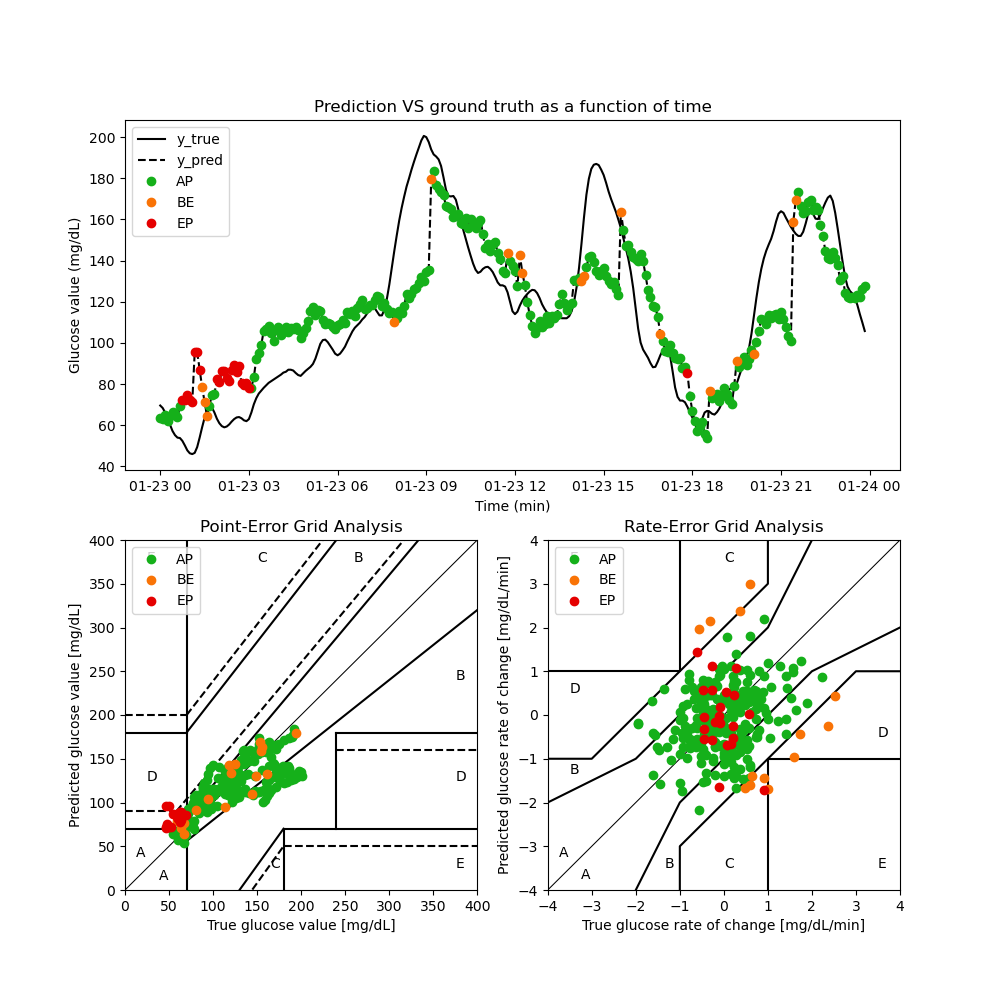 Prediction VS ground truth as a function of time
Glucose value (mg/dL)
200
180
160
140
120
100
80
60
40
y_true
y_pred
AP
BE
EP
01-23 00 01-23 03 01-23 06 01-23 09 01-23 12 01-23 15 01-23 18 01-23 21 01-24 00
Time (min)
Point-Error Grid Analysis
Predicted glucose value [mg/dL]
400
350
300
250
200
150
100
50
0
AP
BE
EP
C
B
B
D
D
A
A
C
E
0 50 100 150 200 250 300 350 400
True glucose value [mg/dL]
Rate-Error Grid Analysis
Predicted glucose rate of change [mg/dL/min]
4
3
2
1
0
−1
−2
−3
−4
AP
BE
EP
C
D
D
B
A
A
B
C
E
−4 −3 −2 −1 0 1 2 3 4
True glucose rate of change [mg/dL/min]